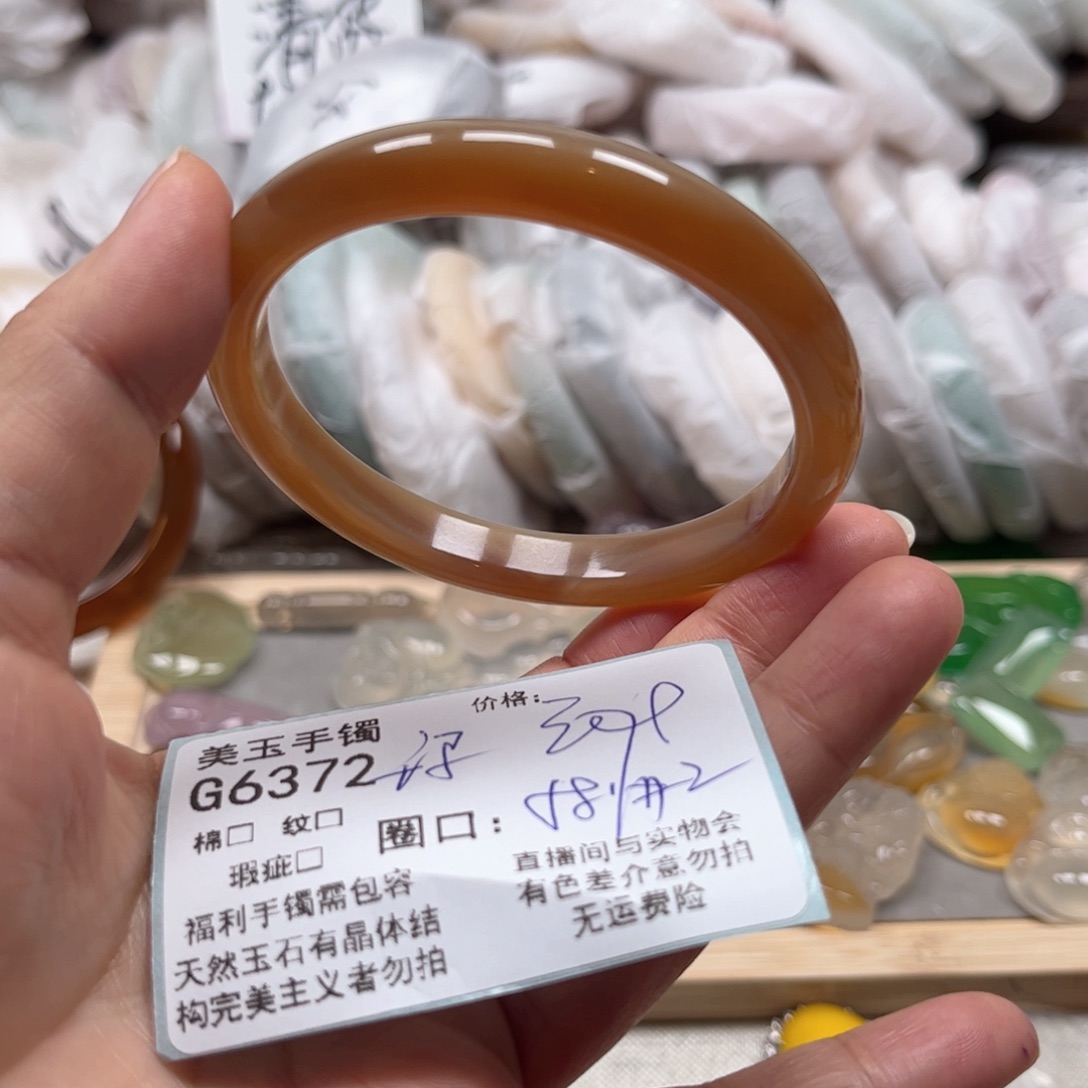 价格:
美玉手镯
G6372
棉□ 纹□ 圈口:
瑕疵□
直播间与实物会
有色差介意勿拍
无运费险
福利手镯需包容
天然玉石有晶体结
构完美主义者勿拍